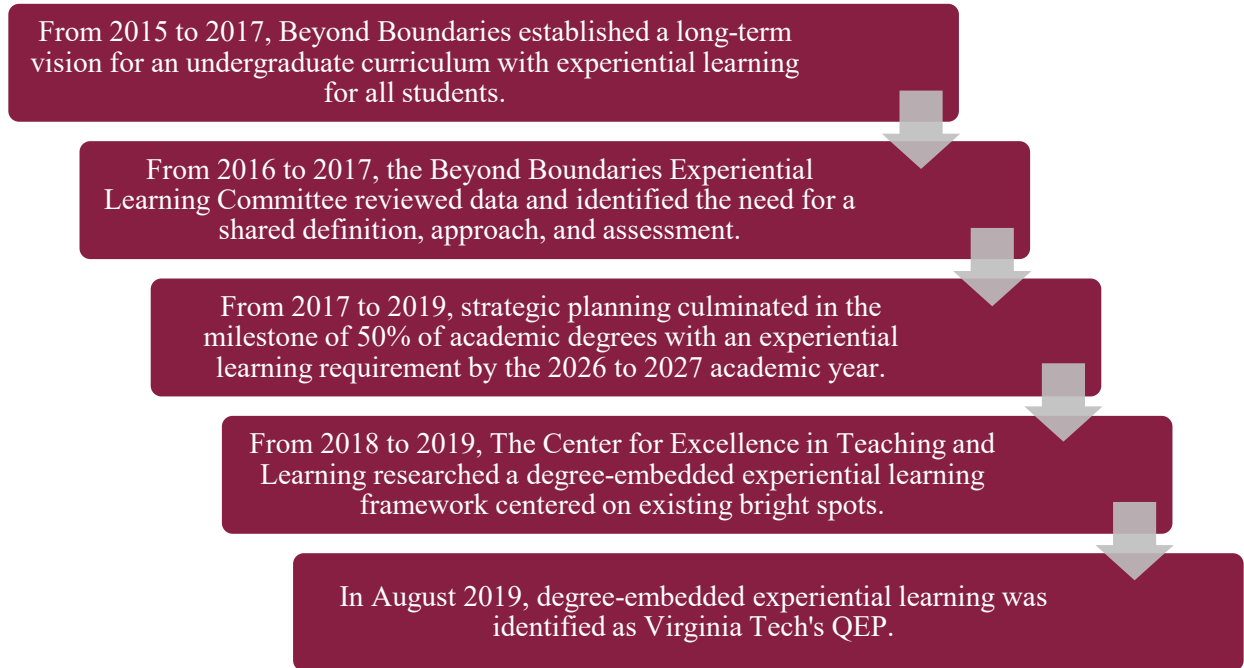 From 2015 to 2017, Beyond Boundaries established a long-term
vision for an undergraduate curriculum with experiential learning
for all students.
From 2016 to 2017, the Beyond Boundaries Experiential
Learning Committee reviewed data and identified the need for a
shared definition, approach, and assessment.
From 2017 to 2019, strategic planning culminated in the
milestone of 50% of academic degrees with an experiential
learning requirement by the 2026 to 2027 academic year.
From 2018 to 2019, The Center for Excellence in Teaching and
Learning researched a degree-embedded experiential learning
framework centered on existing bright spots.
In August 2019, degree-embedded experiential learning was
identified as Virginia Tech's QEP.